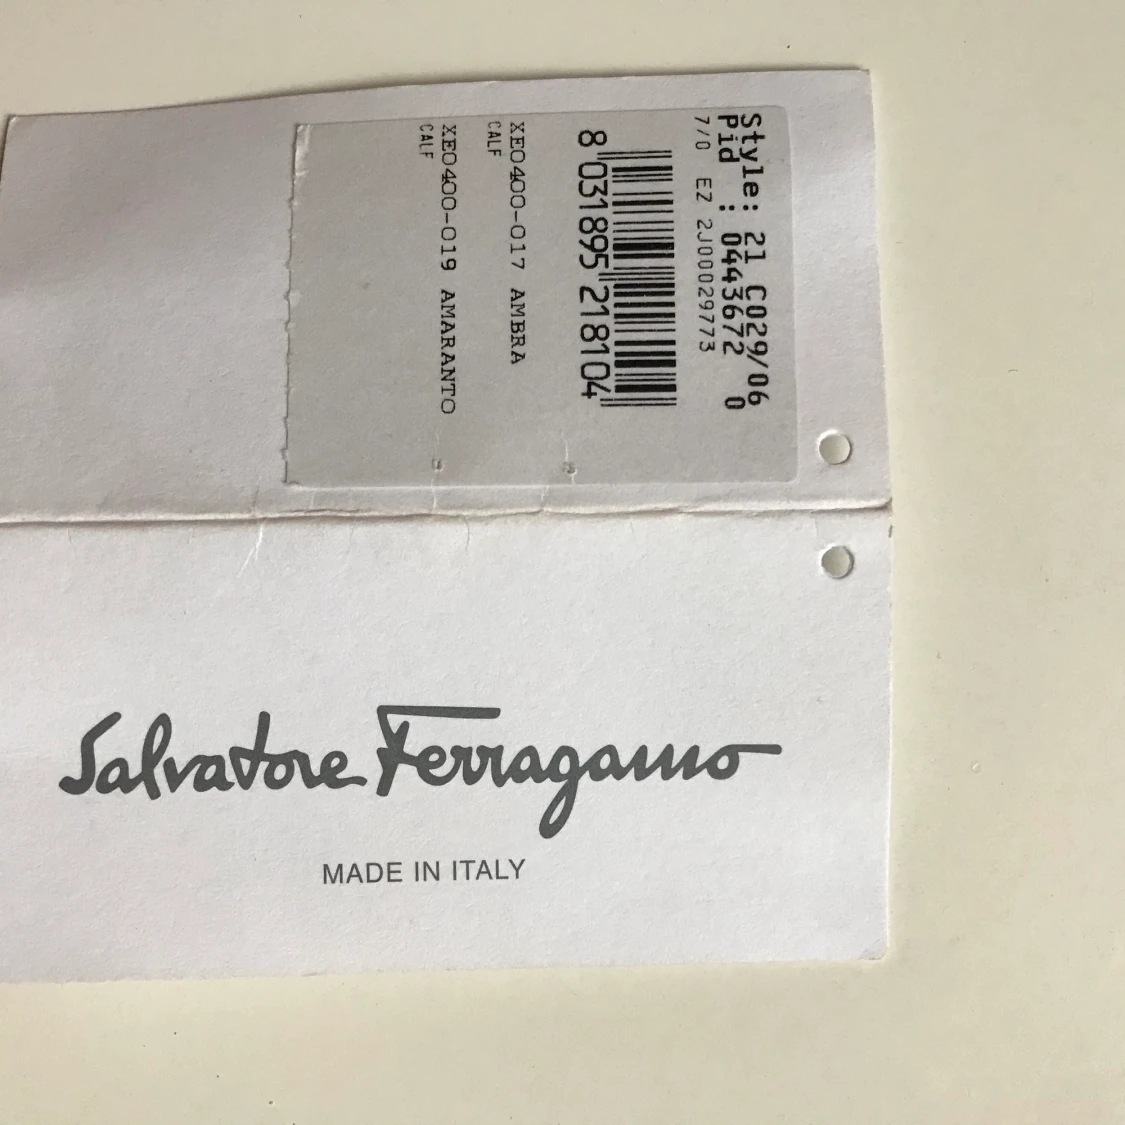 Style: 21 C029/06
Pid : 0443672 0
7/0 EZ 2J00029773
8 031895 218104
XE0400-017 AMBRA
CALF
XE0400-019 AMARANTO
CALF
Salvatore Ferragamo
MADE IN ITALY